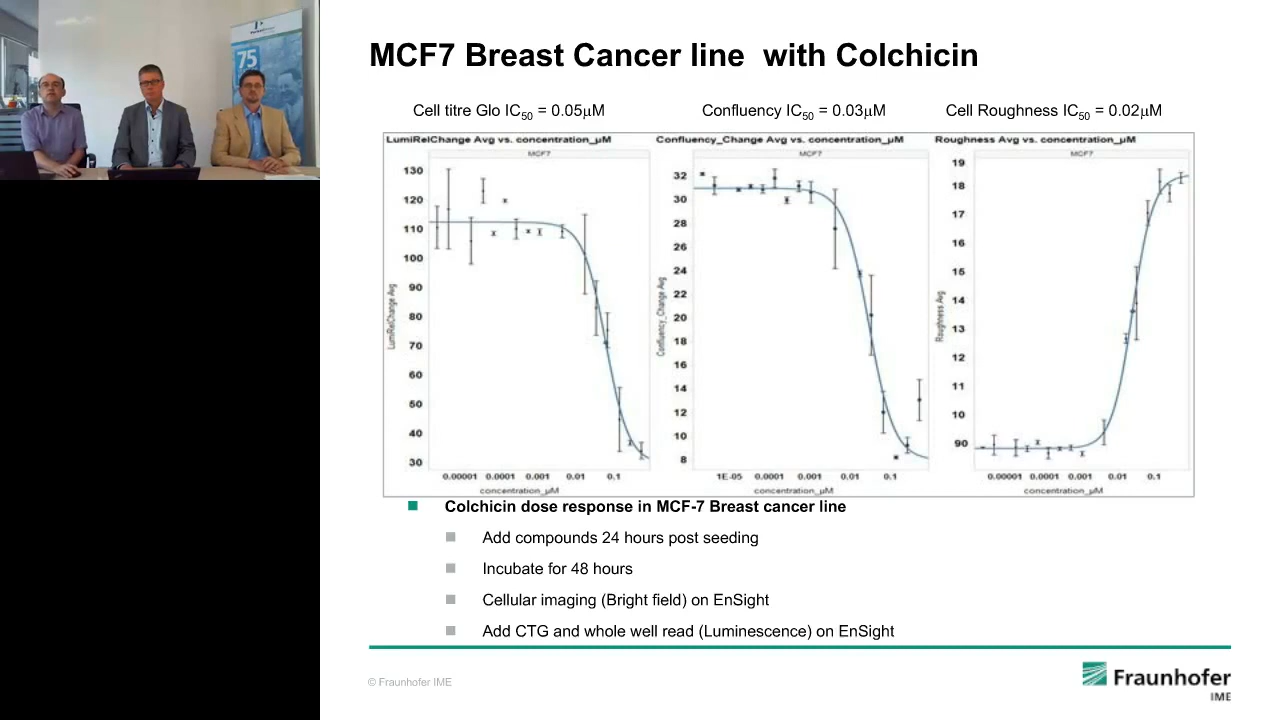 75
MCF7 Breast Cancer line with Colchicin
Cell titre Glo IC50 = 0.05µM
Confluency IC50 = 0.03µM
Cell Roughness IC50 = 0.02µM
LumiRelChange Avg vs. concentration_µM
MCF7
130
120
110
100
90
80
70
60
50
40
30
LumiRelChange Avg
0.00001 0.0001 0.001 0.01 0.1
concentration_µM
Confluency_Change Avg vs. concentration_µM
MCF7
32
30
28
26
24
22
20
18
16
14
12
10
8
Confluency_Change Avg
1E-05 0.0001 0.001 0.01 0.1
concentration_µM
Roughness Avg vs. concentration_µM
MCF7
19
18
17
16
15
14
13
12
11
10
90
Roughness Avg
0.00001 0.0001 0.001 0.01 0.1
concentration_µM
Colchicin dose response in MCF-7 Breast cancer line
Add compounds 24 hours post seeding
Incubate for 48 hours
Cellular imaging (Bright field) on EnSight
Add CTG and whole well read (Luminescence) on EnSight
© Fraunhofer IME
Fraunhofer
IME